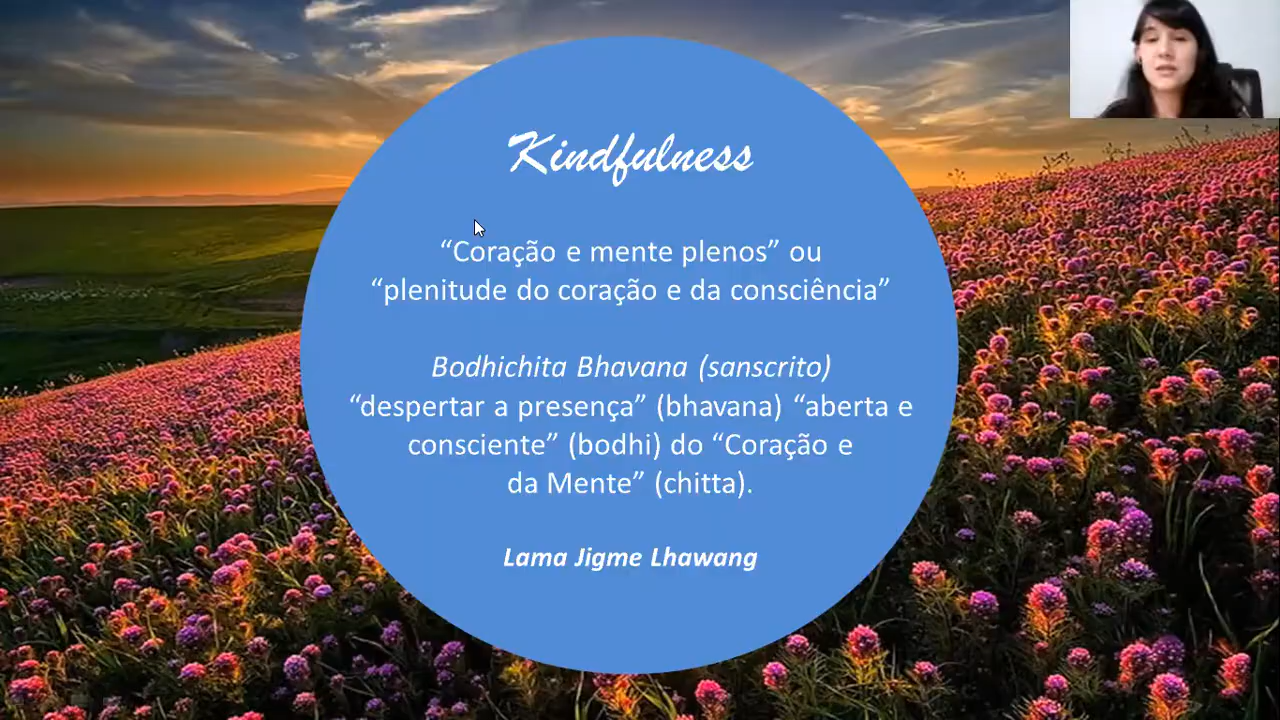 Kindfulness
“Coração e mente plenos” ou
“plenitude do coração e da consciência”
Bodhichita Bhavana (sanscrito)
“despertar a presença” (bhavana) “aberta e
consciente” (bodhi) do “Coração e
da Mente” (chitta).
Lama Jigme Lhawang